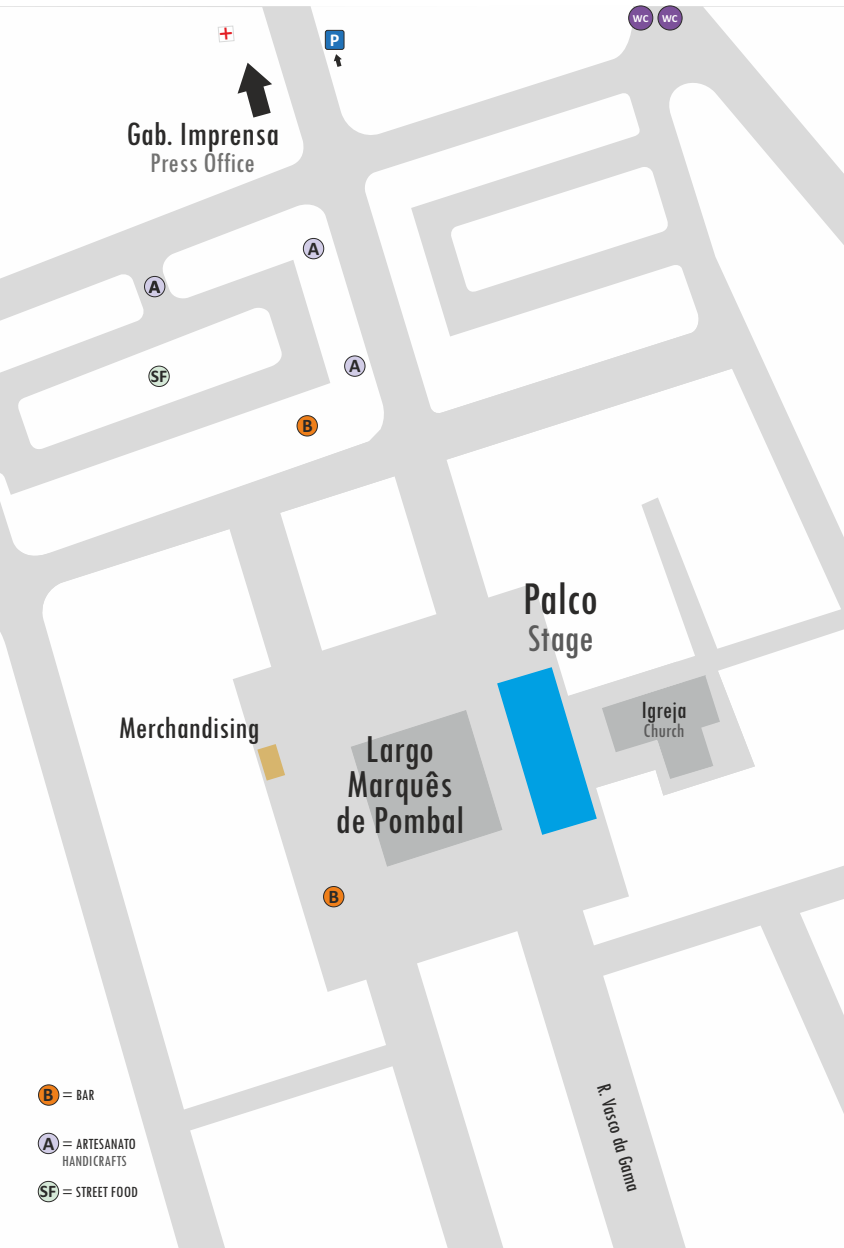 WC WC
P
Gab. Imprensa
Press Office
A
A
A
SF
B
Palco
Stage
Igreja
Church
Merchandising
Largo
Marquês
de Pombal
B
B = BAR
A = ARTESANATO
HANDICRAFTS
SF = STREET FOOD
R. Vasco da Gama